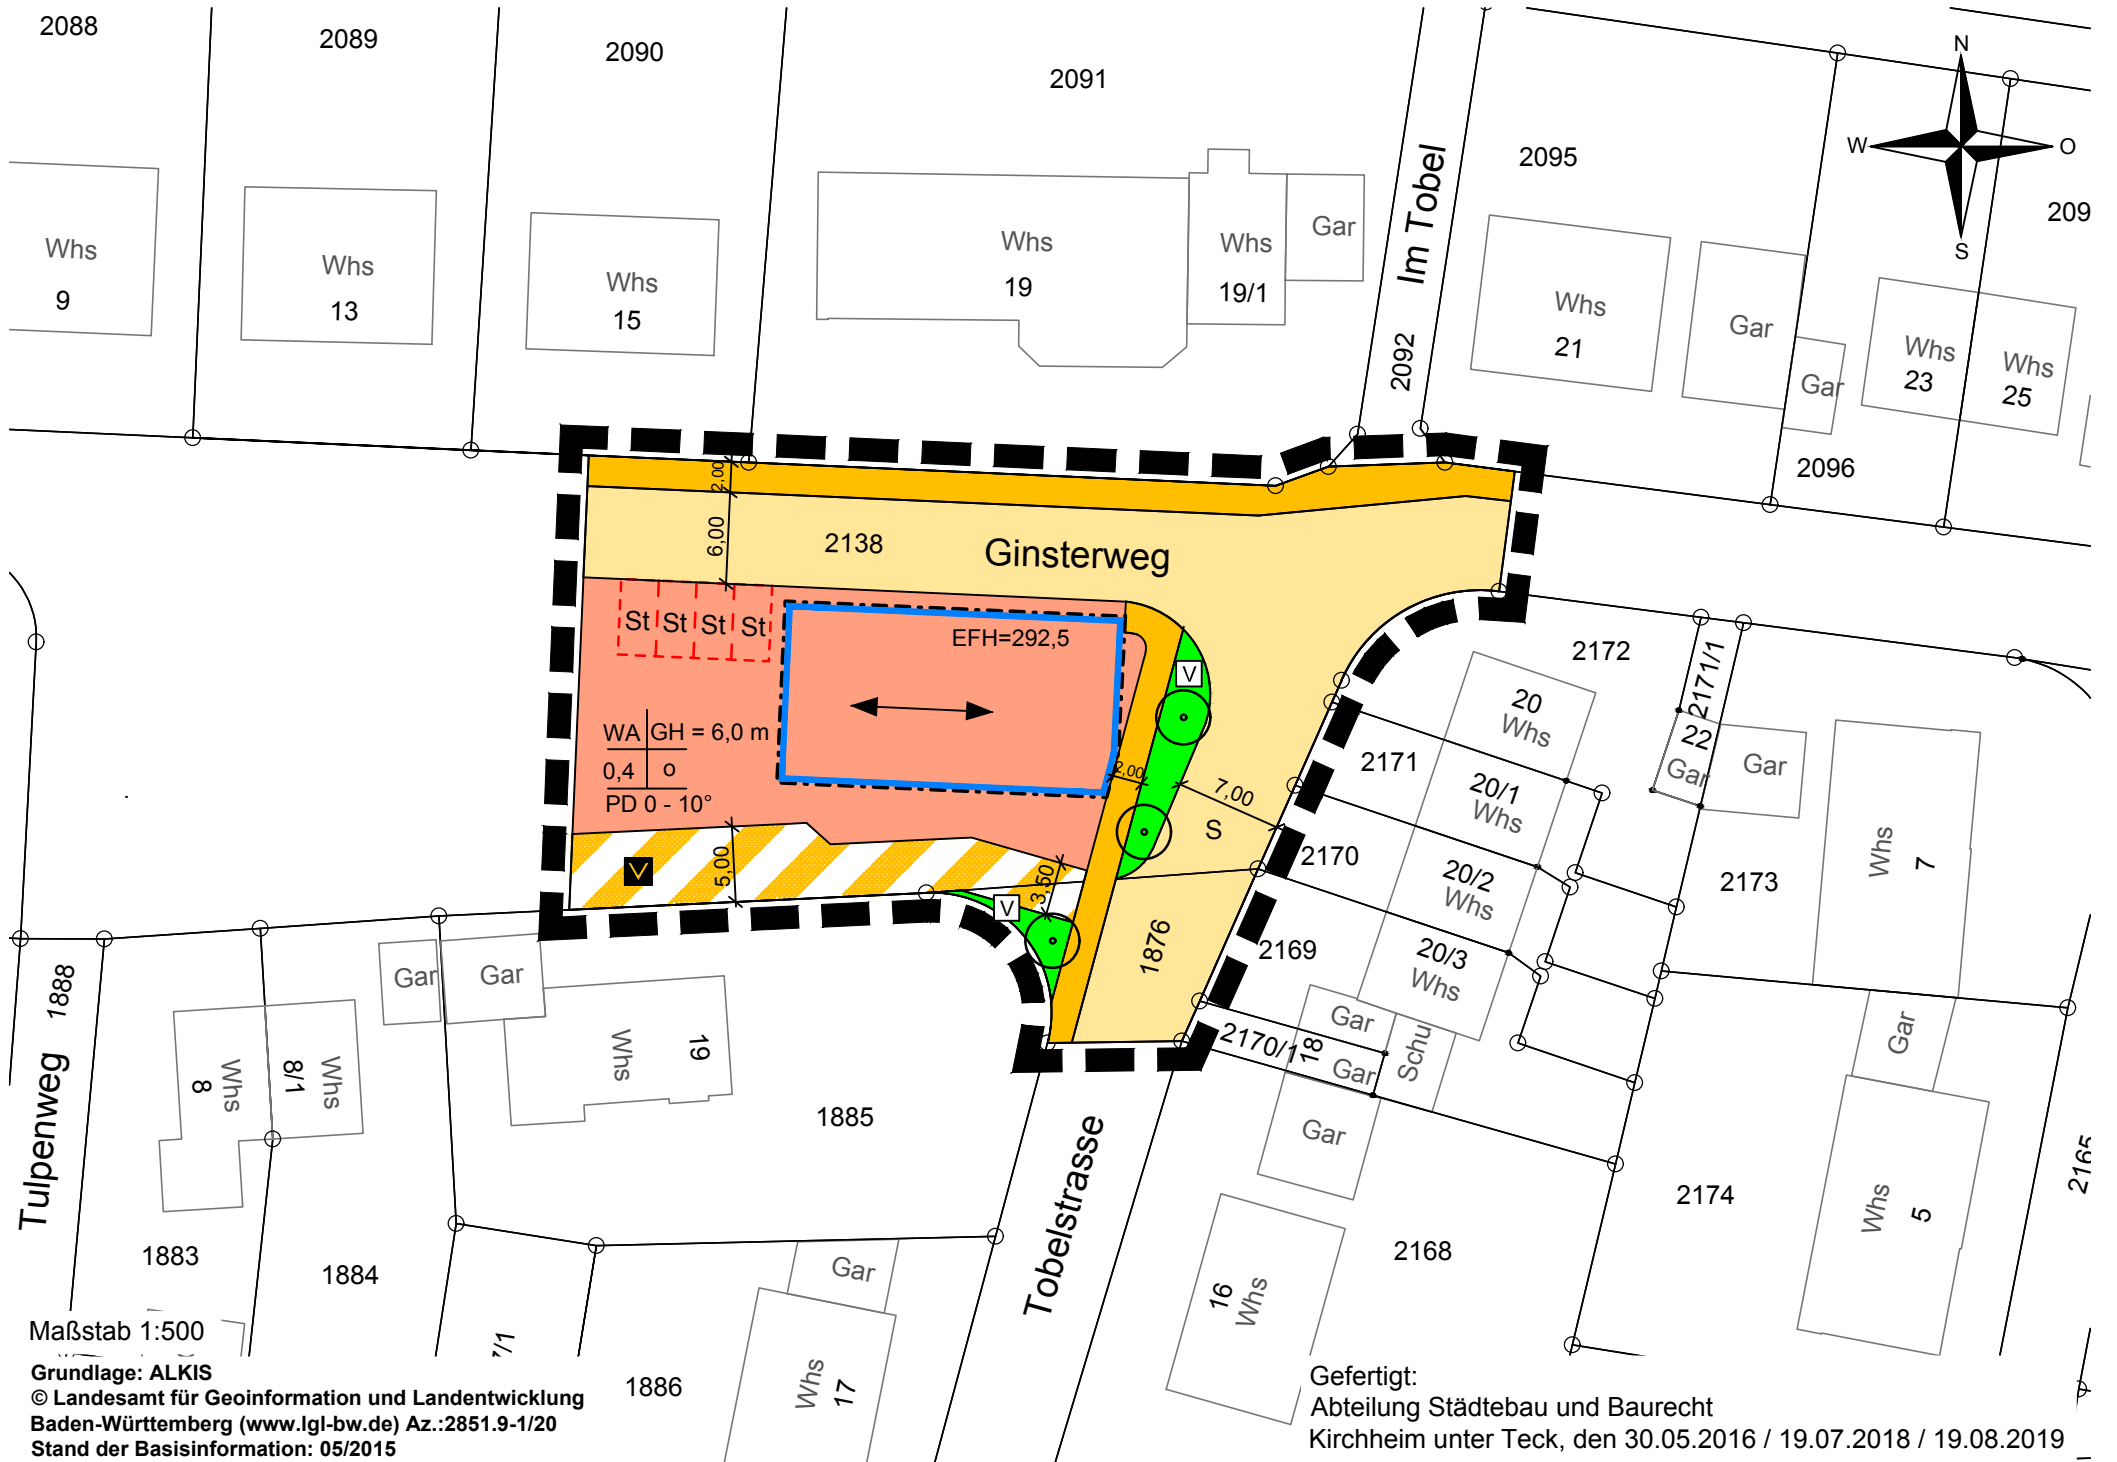 2088
2089
2090
2091
N
W
O
S
2095
209
Im Tobel
2092
Whs
9
Whs
13
Whs
15
Whs
19
Whs
19/1
Gar
Whs
21
Gar
Gar
Whs
23
Whs
25
2096
2,00
6,00
2138
Ginsterweg
St
St
St
St
EFH=292,5
V
WA
GH = 6,0 m
0,4
o
PD 0 - 10°
2,00
7,00
S
5,00
3,50
V
V
1876
2172
2171/1
20
Whs
22
Gar
Gar
2171
20/1
Whs
2170
20/2
Whs
2173
Whs
7
2169
20/3
Whs
Gar
2170/1
18
Gar
Schu
Gar
Gar
1888
Tulpenweg
Gar
Gar
Whs
8
Whs
8/1
Whs
19
1885
Tobelstrasse
2174
Whs
5
2165
1883
1884
2168
16
Whs
Gar
Whs
17
1886
7/1
Maßstab 1:500
Grundlage: ALKIS
© Landesamt für Geoinformation und Landentwicklung
Baden-Württemberg (www.lgl-bw.de) Az.:2851.9-1/20
Stand der Basisinformation: 05/2015
Gefertigt:
Abteilung Städtebau und Baurecht
Kirchheim unter Teck, den 30.05.2016 / 19.07.2018 / 19.08.2019